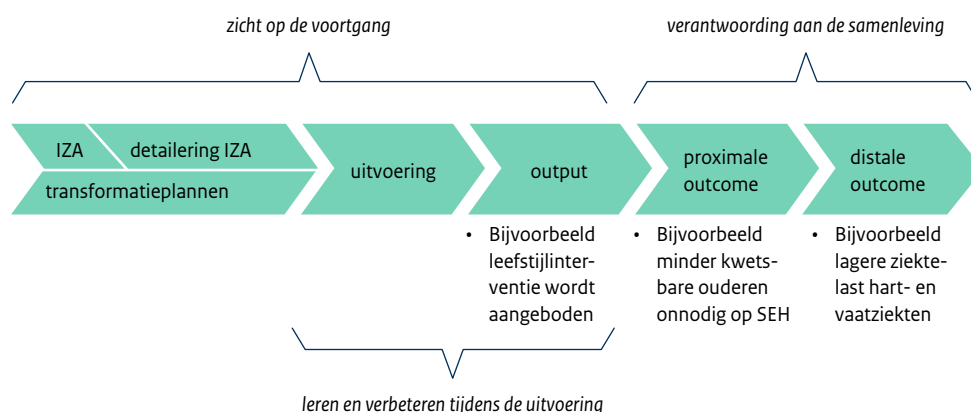 zicht op de voortgang
verantwoording aan de samenleving
IZA
detailering IZA
transformatieplannen
uitvoering
output
proximale
outcome
distale
outcome
• Bijvoorbeeld
leefstijlinter-
ventie wordt
aangeboden
• Bijvoorbeeld
minder kwets-
bare ouderen
onnodig op SEH
• Bijvoorbeeld
lagere ziekte-
last hart- en
vaatziekten
leren en verbeteren tijdens de uitvoering